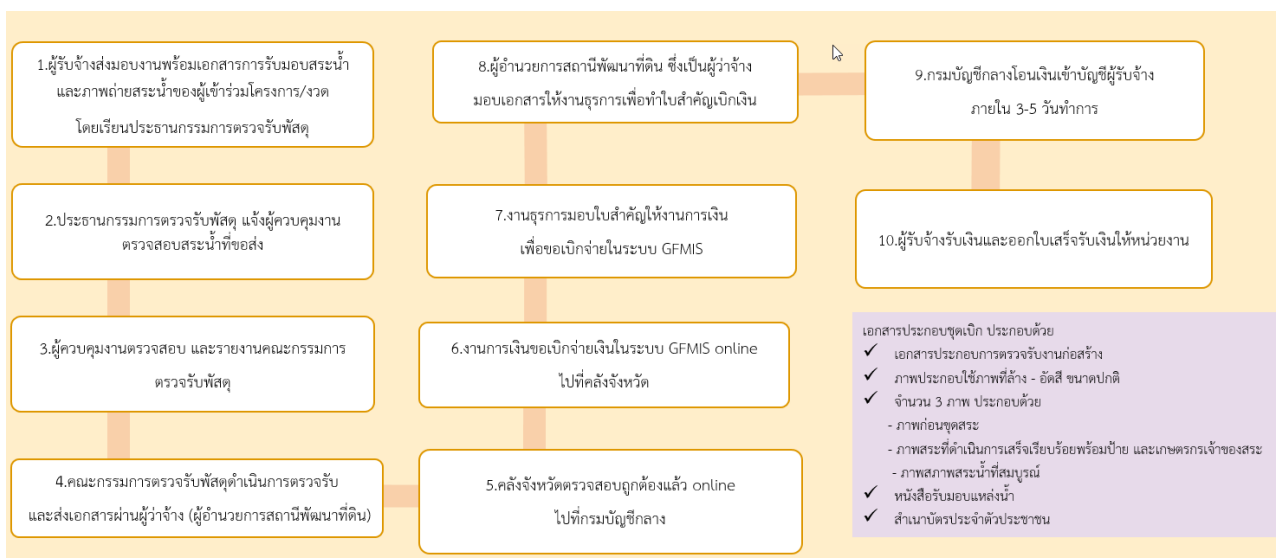 1.ผู้รับจ้างส่งมอบงานพร้อมเอกสารการรับมอบสระน้ำ
และภาพถ่ายสระน้ำของผู้เข้าร่วมโครงการ/งวด
โดยเรียนประธานกรรมการตรวจรับพัสดุ
2.ประธานกรรมการตรวจรับพัสดุ แจ้งผู้ควบคุมงาน
ตรวจสอบสระน้ำที่ขอส่ง
3.ผู้ควบคุมงานตรวจสอบ และรายงานคณะกรรมการ
ตรวจรับพัสดุ
4.คณะกรรมการตรวจรับพัสดุดำเนินการตรวจรับ
และส่งเอกสารผ่านผู้ว่าจ้าง (ผู้อำนวยการสถานีพัฒนาที่ดิน)
5.คลังจังหวัดตรวจสอบถูกต้องแล้ว online
ไปที่กรมบัญชีกลาง
6.งานการเงินขอเบิกจ่ายเงินในระบบ GFMIS online
ไปที่คลังจังหวัด
7.งานธุรการมอบใบสำคัญให้งานการเงิน
เพื่อขอเบิกจ่ายในระบบ GFMIS
8.ผู้อำนวยการสถานีพัฒนาที่ดิน ซึ่งเป็นผู้ว่าจ้าง
มอบเอกสารให้งานธุรการเพื่อทำใบสำคัญเบิกเงิน
9.กรมบัญชีกลางโอนเงินเข้าบัญชีผู้รับจ้าง
ภายใน 3-5 วันทำการ
10.ผู้รับจ้างรับเงินและออกใบเสร็จรับเงินให้หน่วยงาน
เอกสารประกอบชุดเบิก ประกอบด้วย
✓ เอกสารประกอบการตรวจรับงานก่อสร้าง
✓ ภาพประกอบใช้ภาพที่ล้าง - อัดสี ขนาดปกติ
✓ จำนวน 3 ภาพ ประกอบด้วย
- ภาพก่อนขุดสระ
- ภาพสระที่ดำเนินการเสร็จเรียบร้อยพร้อมป้าย และเกษตรกรเจ้าของสระ
- ภาพสภาพสระน้ำที่สมบูรณ์
✓ หนังสือรับมอบแหล่งน้ำ
✓ สำเนาบัตรประจำตัวประชาชน